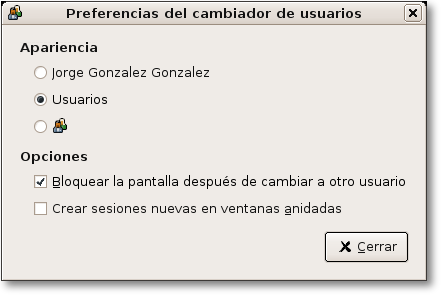 Preferencias del cambiador de usuarios
Apariencia
Jorge Gonzalez Gonzalez
Usuarios
Opciones
Bloquear la pantalla después de cambiar a otro usuario
Crear sesiones nuevas en ventanas anidadas
Cerrar